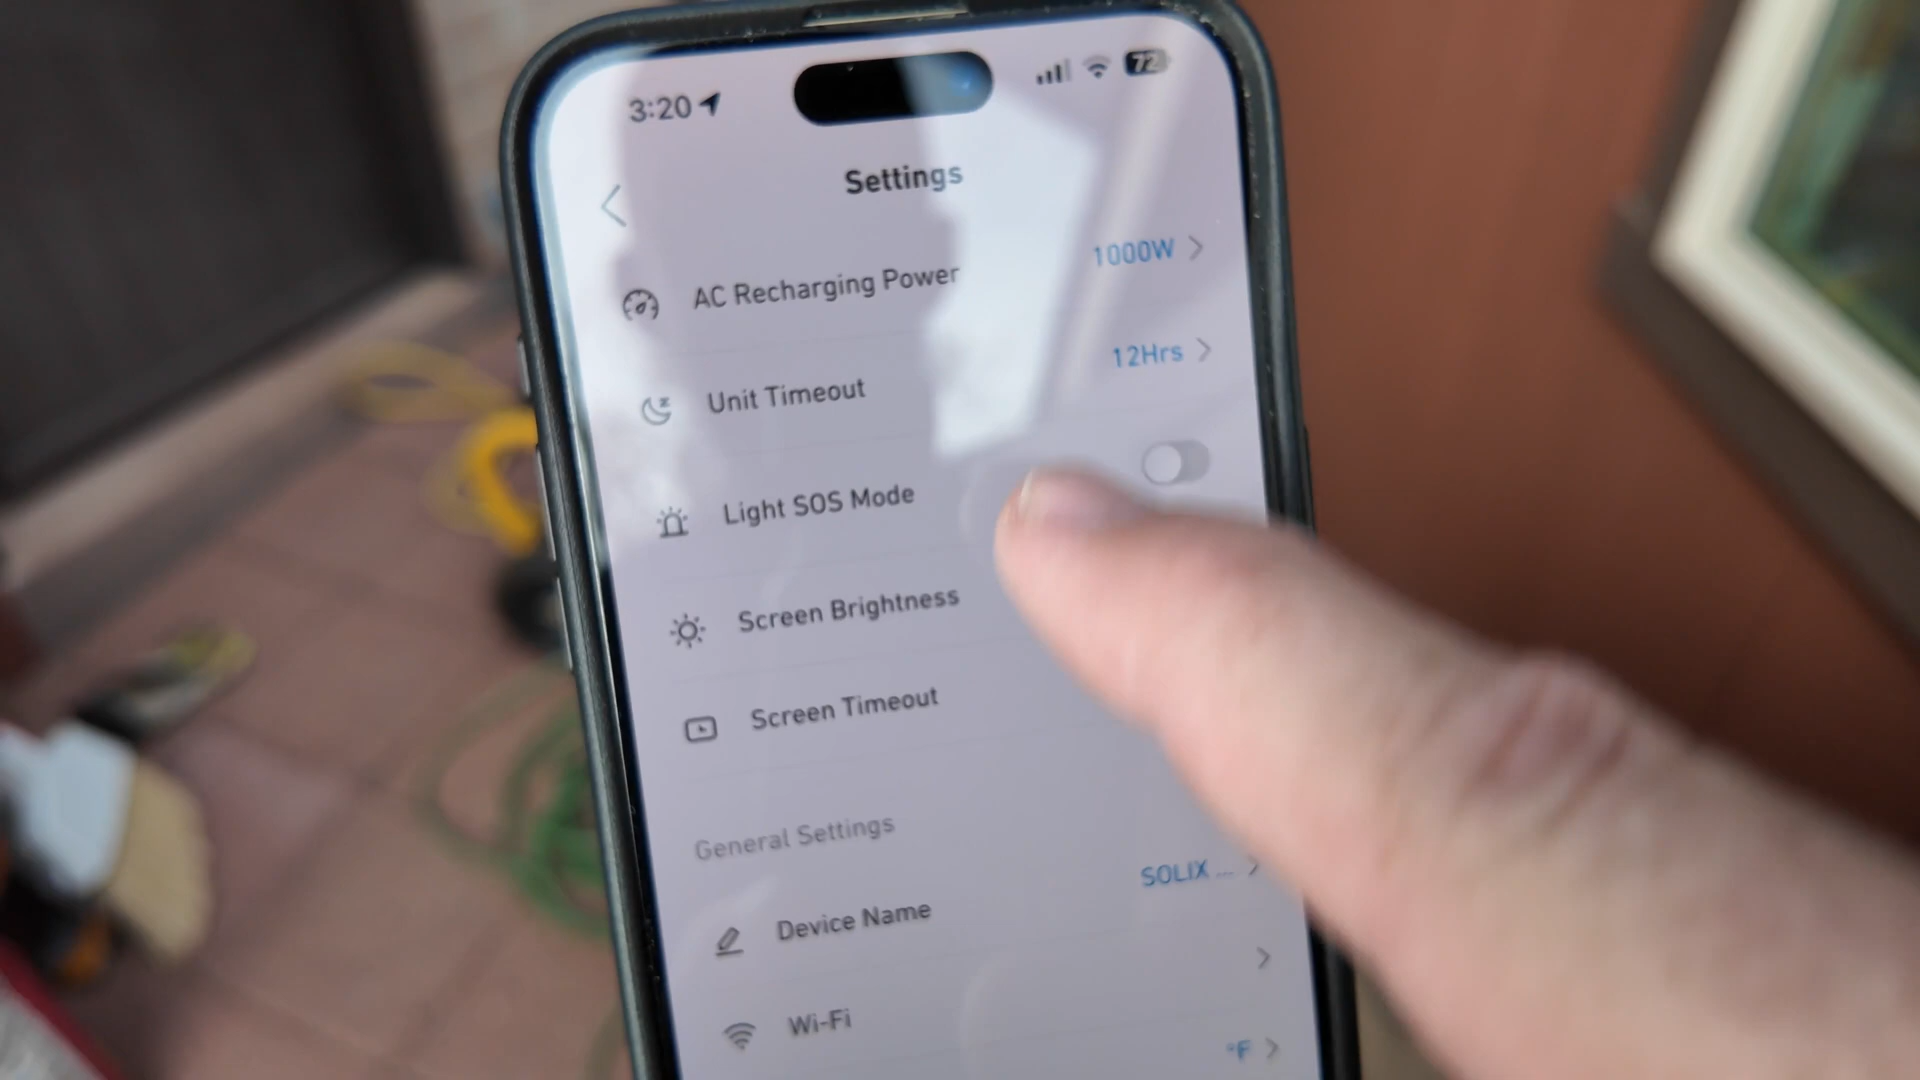 3:20 72
Settings
AC Recharging Power 1000W
Unit Timeout 12Hrs
Light SOS Mode
Screen Brightness
Screen Timeout
General Settings
Device Name SOLIX ...
Wi-Fi
°F